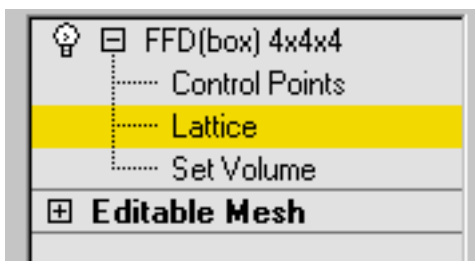 FFD(box) 4x4x4
Control Points
Lattice
Set Volume
Editable Mesh